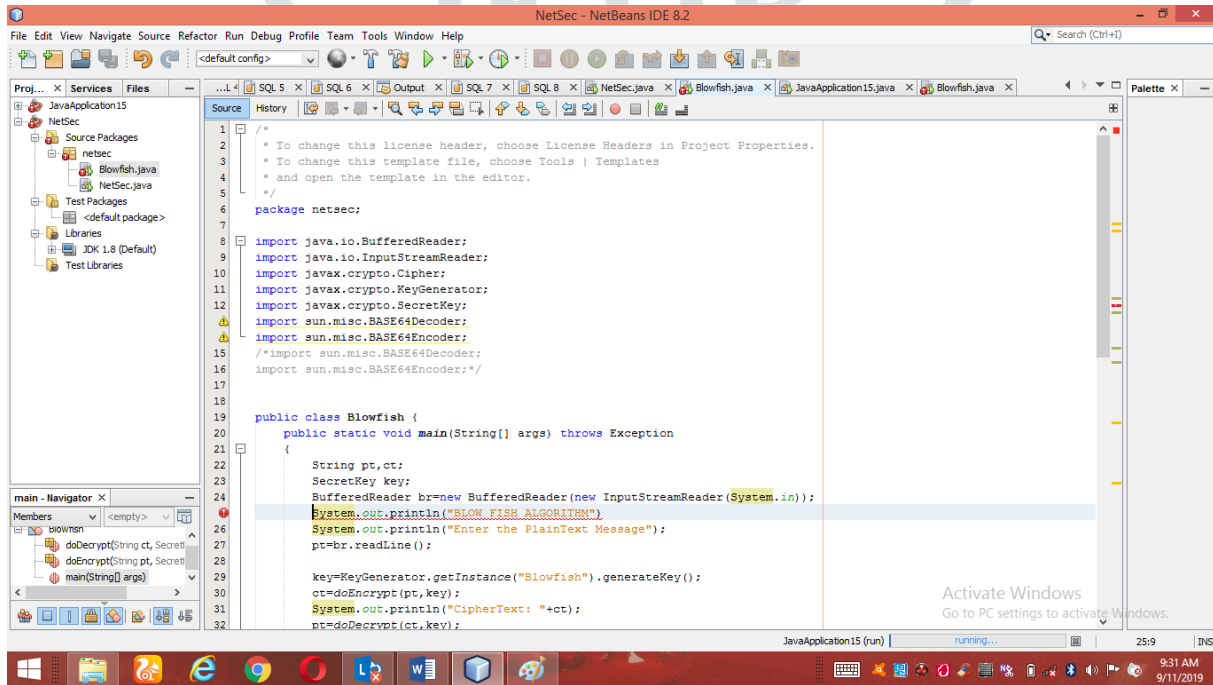 NetSec - NetBeans IDE 8.2
File Edit View Navigate Source Refactor Run Debug Profile Team Tools Window Help
Search (Ctrl+I)
<default config>
Proj... Services Files
...L 4 SQL 5 SQL 6 Output SQL 7 SQL 8 NetSec.java Blowfish.java JavaApplication15.java Blowfish.java
Palette
JavaApplication15
NetSec
Source Packages
netsec
Blowfish.java
NetSec.java
Test Packages
<default package>
Libraries
JDK 1.8 (Default)
Test Libraries
Source History
1 /*
2 * To change this license header, choose License Headers in Project Properties.
3 * To change this template file, choose Tools | Templates
4 * and open the template in the editor.
5 */
6 package netsec;
7
8 import java.io.BufferedReader;
9 import java.io.InputStreamReader;
10 import javax.crypto.Cipher;
11 import javax.crypto.KeyGenerator;
12 import javax.crypto.SecretKey;
import sun.misc.BASE64Decoder;
import sun.misc.BASE64Encoder;
15 /*import sun.misc.BASE64Decoder;
16 import sun.misc.BASE64Encoder;*/
17
18
19 public class Blowfish {
20 public static void main(String[] args) throws Exception
21 {
22 String pt,ct;
23 SecretKey key;
24 BufferedReader br=new BufferedReader(new InputStreamReader(System.in));
System.out.println("BLOW FISH ALGORITHM")
26 System.out.println("Enter the PlainText Message");
27 pt=br.readLine();
28
29 key=KeyGenerator.getInstance("Blowfish").generateKey();
30 ct=doEncrypt(pt,key);
31 System.out.println("CipherText: "+ct);
32 pt=doDecrypt(ct,key);
main - Navigator
Members <empty>
Blowfish
doDecrypt(String ct, Secret
doEncrypt(String pt, Secret
main(String[] args)
Activate Windows
Go to PC settings to activate Windows.
JavaApplication15 (run) running... 25:9 INS
9:31 AM
9/11/2019